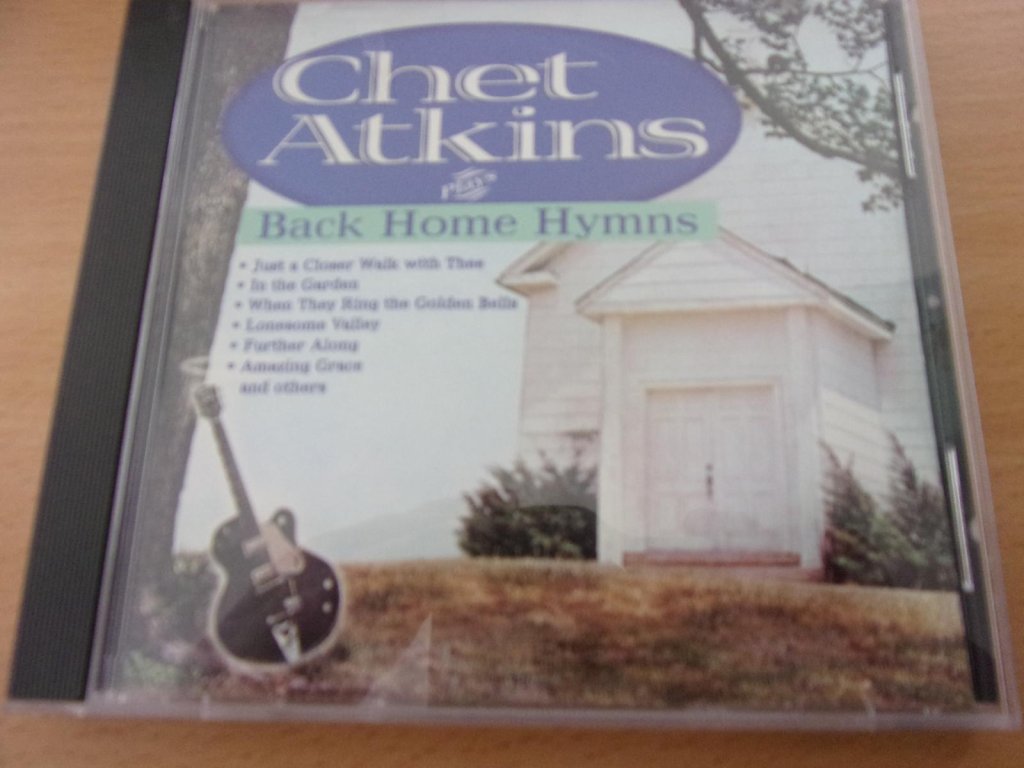 Chet
Atkins
Plays
Back Home Hymns
• Just a Closer Walk with Thee
• In the Garden
• When They Ring the Golden Bells
• Lonesome Valley
• Further Along
• Amazing Grace
and others